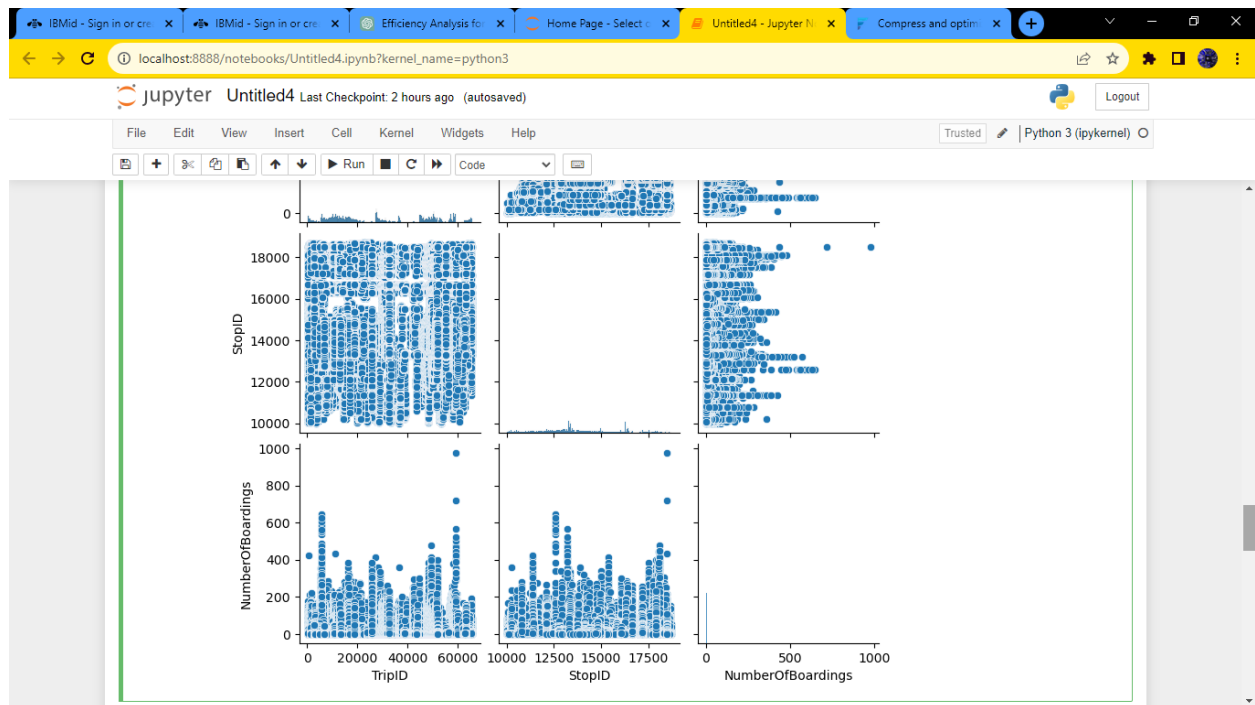 IBMid - Sign in or cre
IBMid - Sign in or cre
Efficiency Analysis for
Home Page - Select o
Untitled4 - Jupyter N
Compress and optim
localhost:8888/notebooks/Untitled4.ipynb?kernel_name=python3
jupyter Untitled4 Last Checkpoint: 2 hours ago (autosaved)
Logout
File Edit View Insert Cell Kernel Widgets Help
Trusted Python 3 (ipykernel)
Run Code
0
18000
16000
14000
12000
10000
StopID
1000
800
600
400
200
0
NumberOfBoardings
0 20000 40000 60000 10000 12500 15000 17500 0 500 1000
TripID StopID NumberOfBoardings